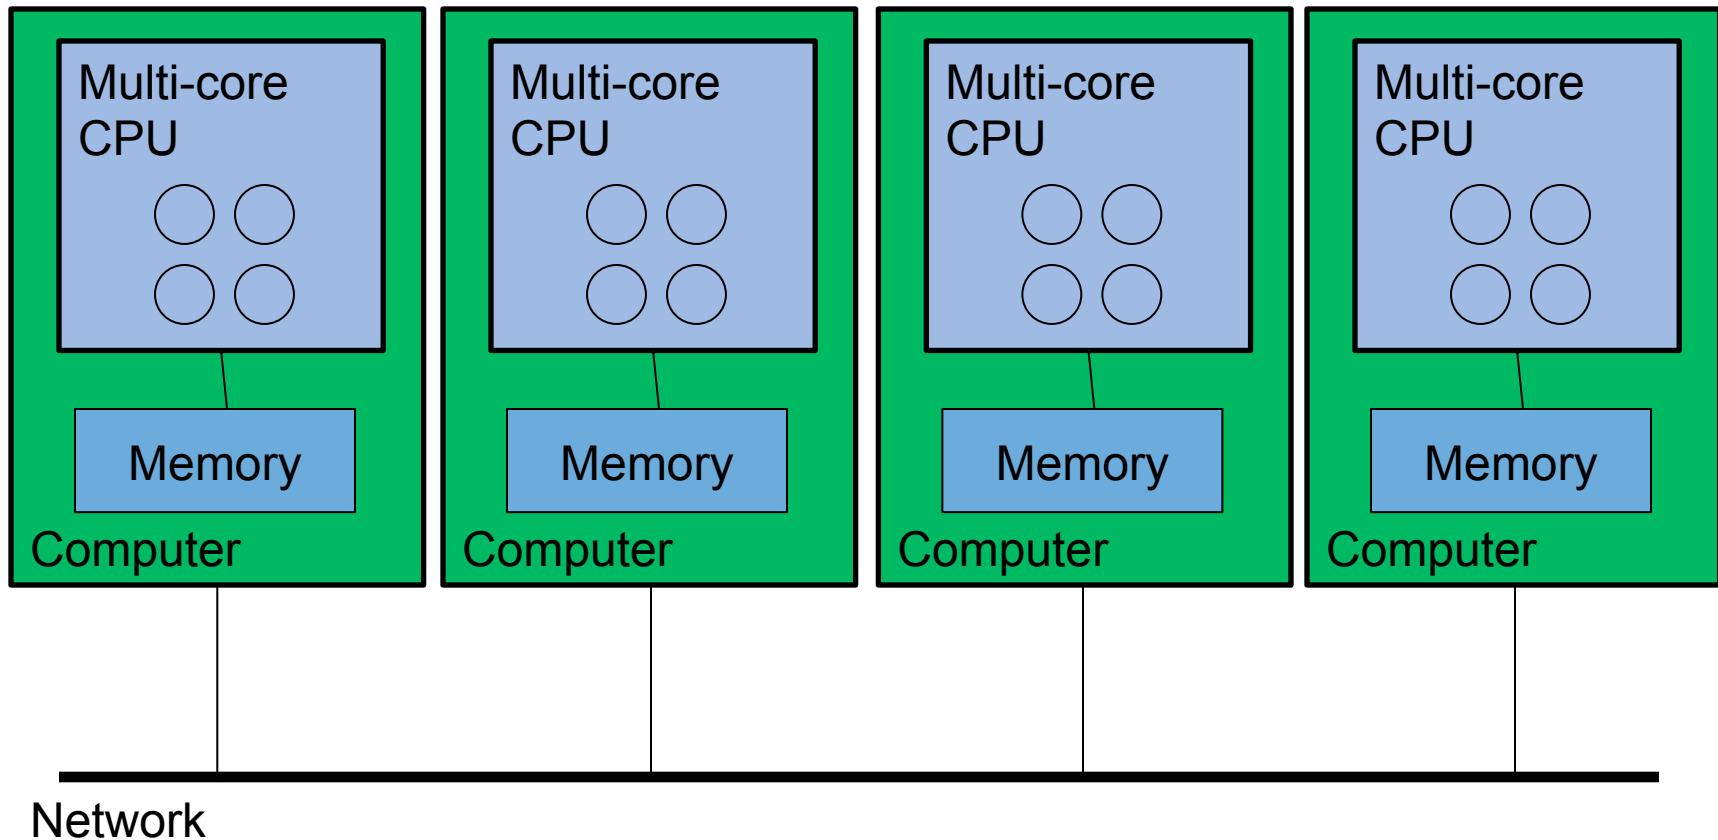 Multi-core
CPU
Memory
Computer
Multi-core
CPU
Memory
Computer
Multi-core
CPU
Memory
Computer
Multi-core
CPU
Memory
Computer
Network